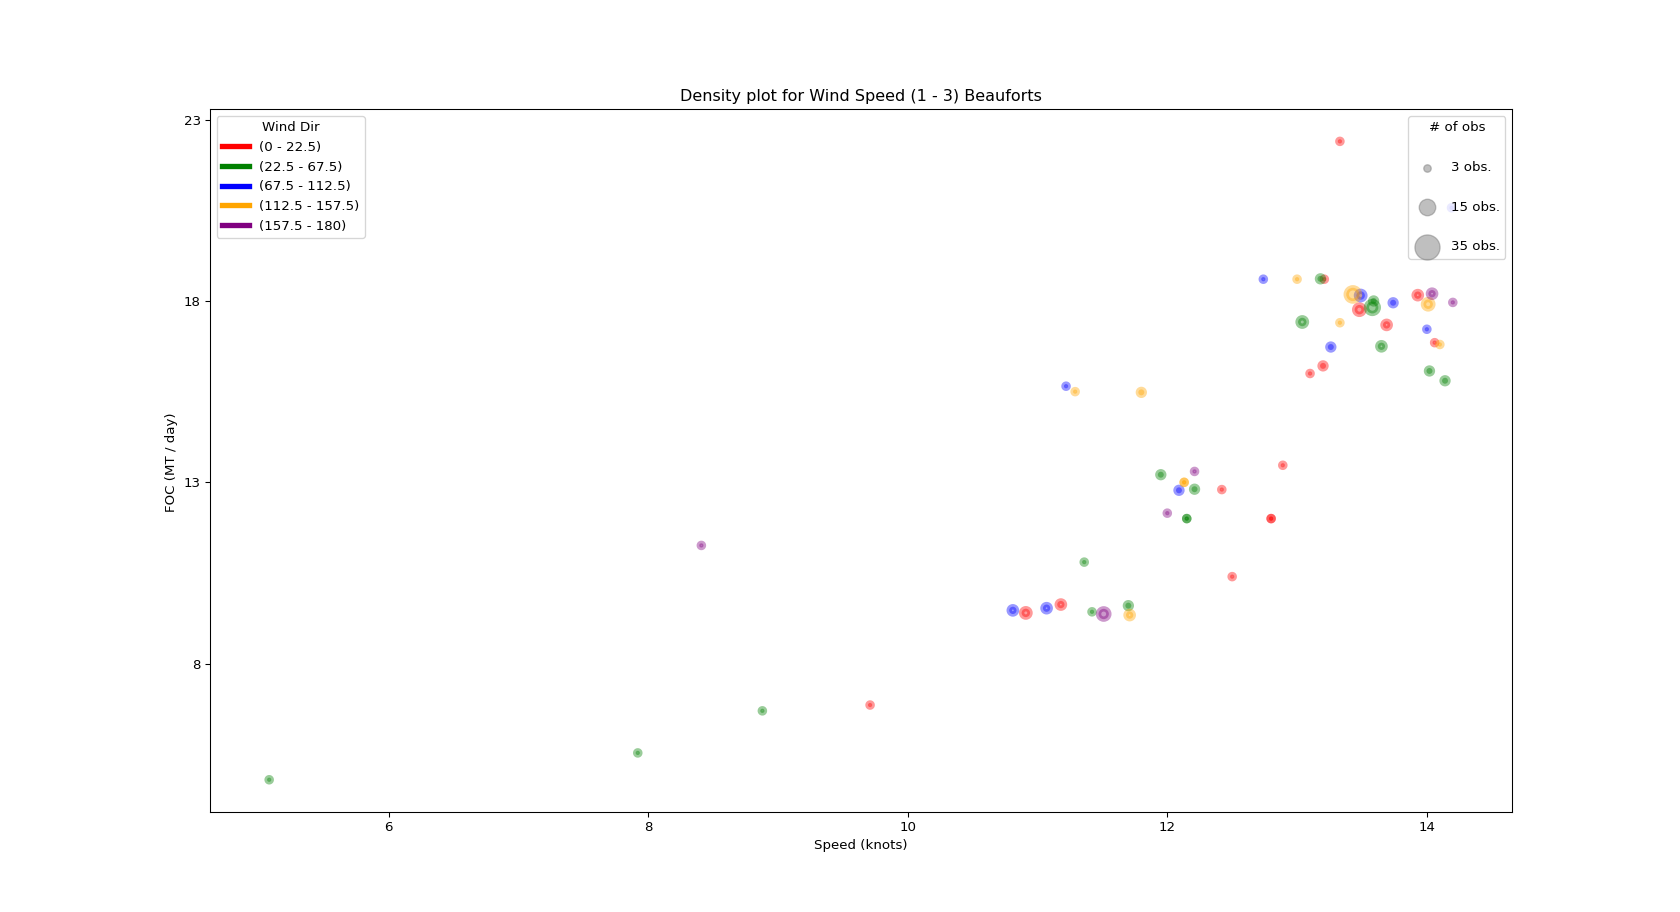 Density plot for Wind Speed (1 - 3) Beauforts
Wind Dir
(0 - 22.5)
(22.5 - 67.5)
(67.5 - 112.5)
(112.5 - 157.5)
(157.5 - 180)
# of obs
3 obs.
15 obs.
35 obs.
23
18
13
8
FOC (MT / day)
6 8 10 12 14
Speed (knots)